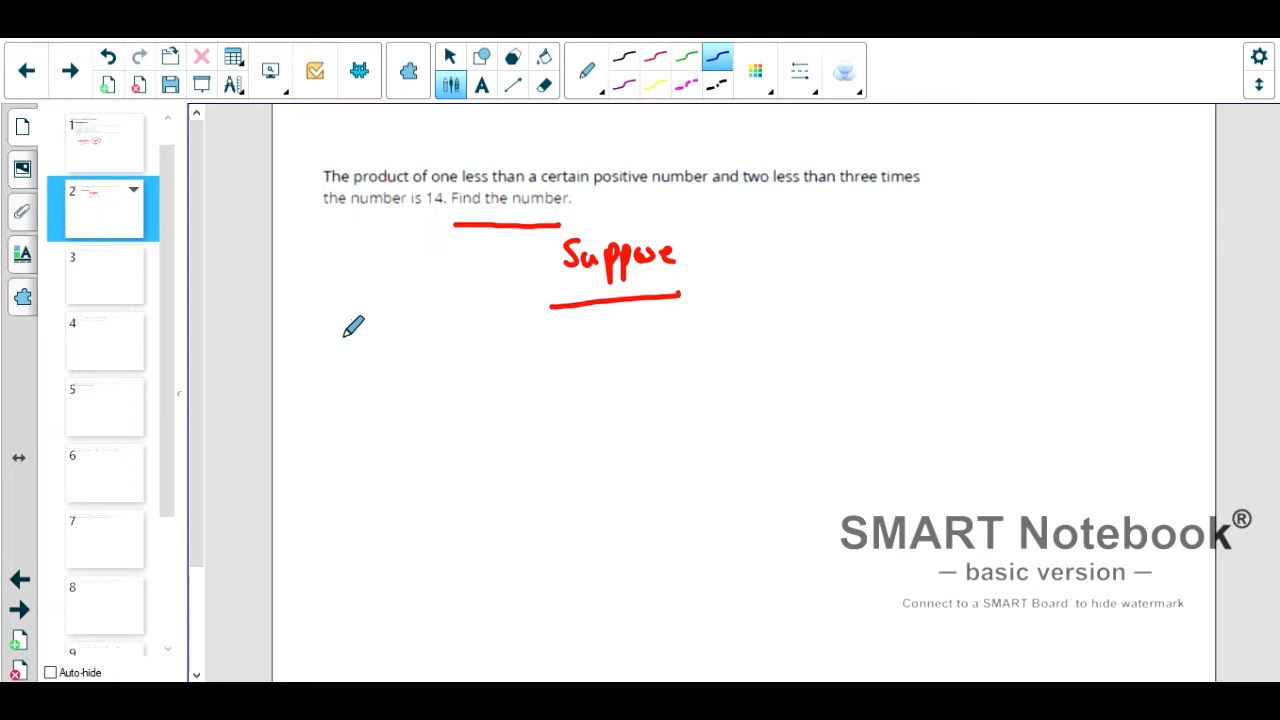 1
2
3
4
5
6
7
8
9
Auto-hide
The product of one less than a certain positive number and two less than three times
the number is 14. Find the number.
Suppose
SMART Notebook®
— basic version —
Connect to a SMART Board™ to hide watermark